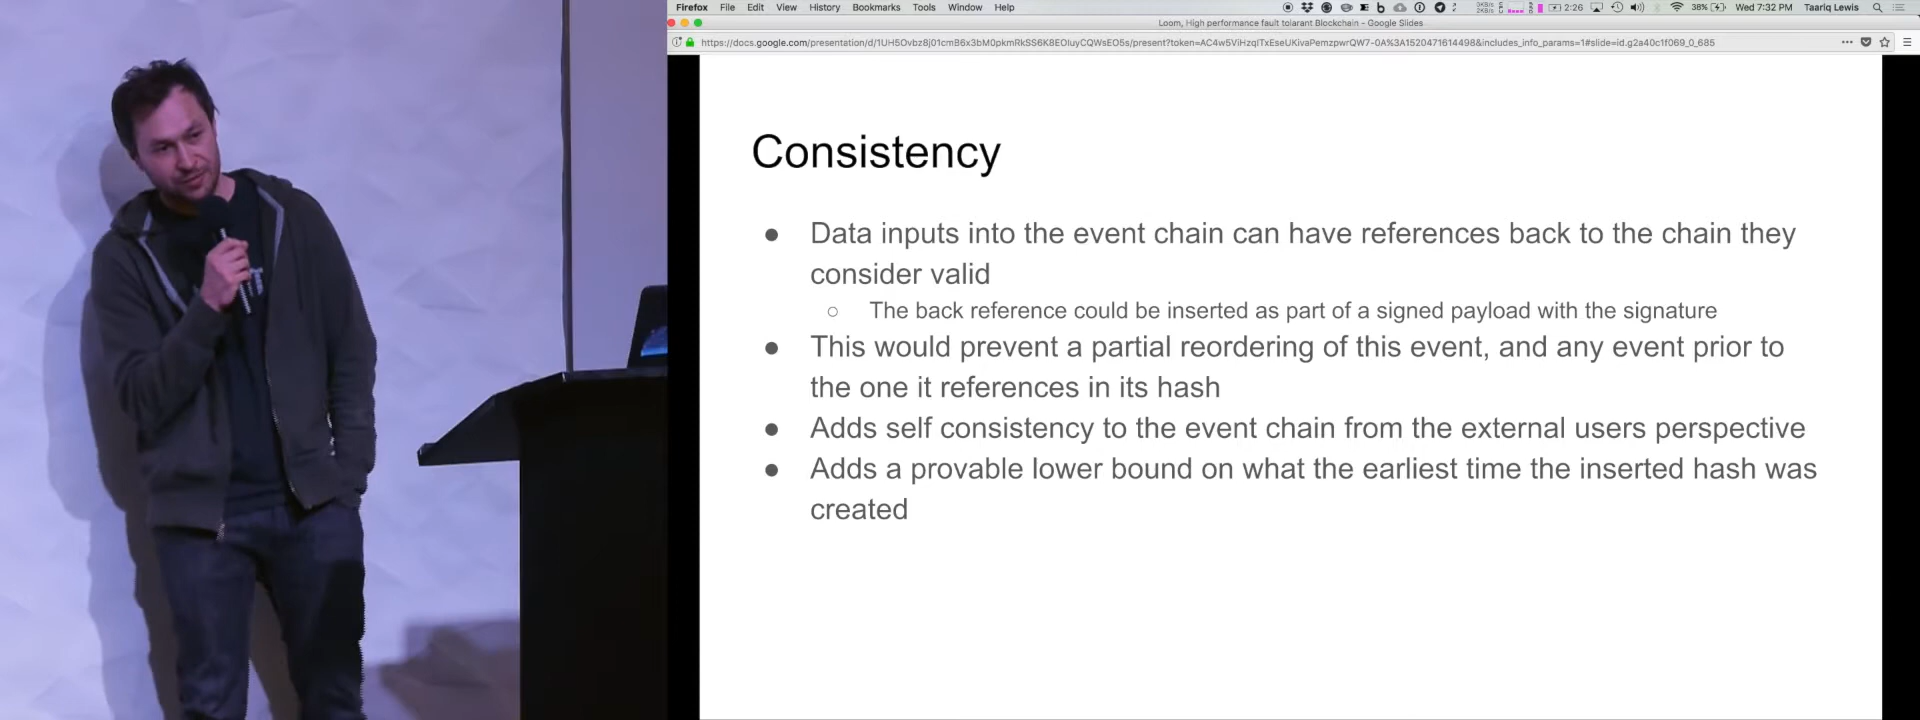 Firefox File Edit View History Bookmarks Tools Window Help 2:26 38% Wed 7:32 PM Taariq Lewis
Loom, High performance fault tolarant Blockchain - Google Slides
Consistency
● Data inputs into the event chain can have references back to the chain they
consider valid
○ The back reference could be inserted as part of a signed payload with the signature
● This would prevent a partial reordering of this event, and any event prior to
the one it references in its hash
● Adds self consistency to the event chain from the external users perspective
● Adds a provable lower bound on what the earliest time the inserted hash was
created